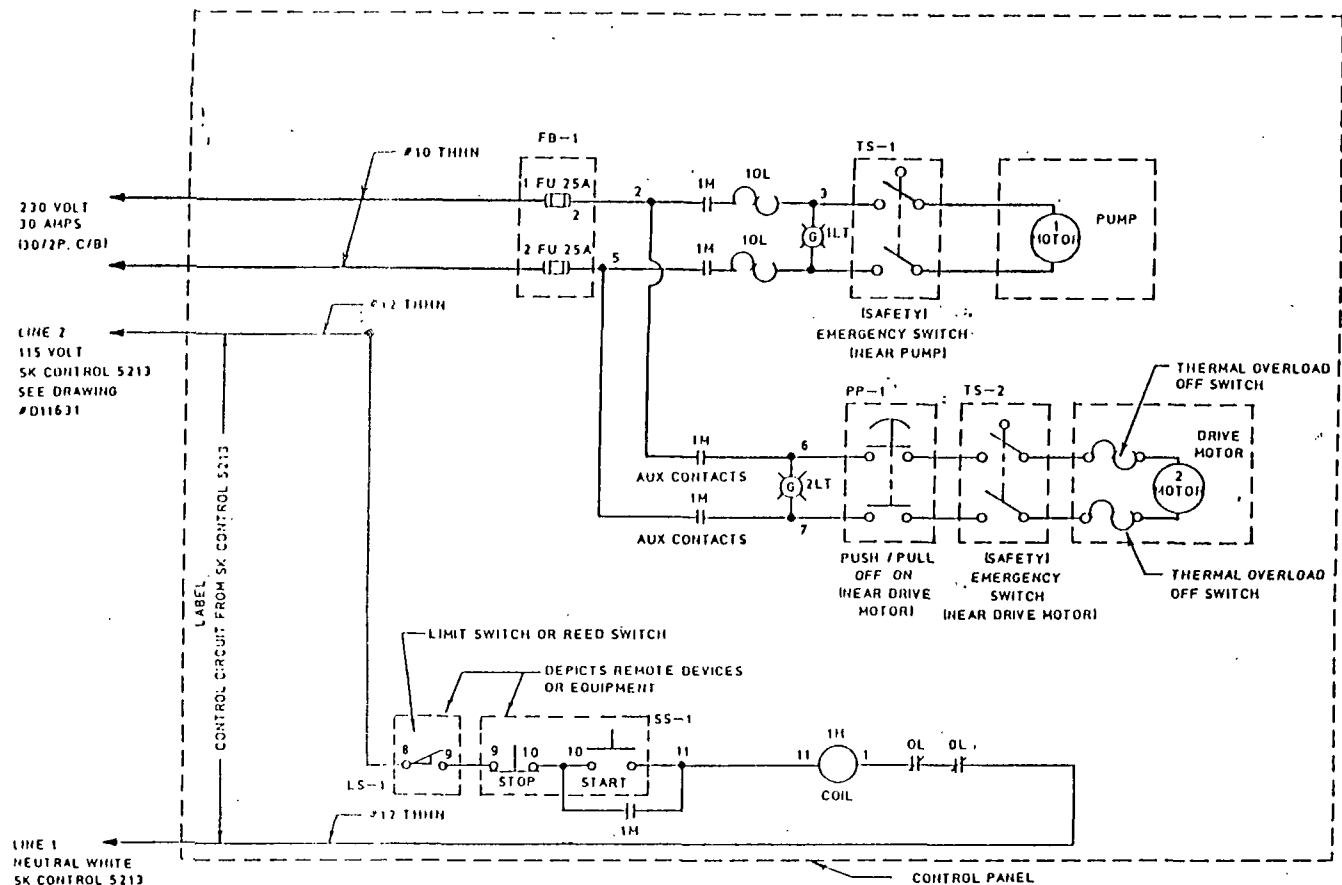 FB-1
#10 THHN
TS-1
1 FU 25A
2
2
1M
1OL
3
230 VOLT
30 AMPS
(30/2P, C/B)
G
1LT
1
MOTOR
PUMP
2 FU 25A
5
1M
1OL
#12 THHN
LINE 2
115 VOLT
SK CONTROL 5213
SEE DRAWING
#D11631
(SAFETY)
EMERGENCY SWITCH
(NEAR PUMP)
THERMAL OVERLOAD
OFF SWITCH
PP-1
TS-2
1M
6
DRIVE
MOTOR
AUX CONTACTS
G
2LT
2
MOTOR
1M
7
AUX CONTACTS
PUSH / PULL
OFF ON
(NEAR DRIVE
MOTOR)
(SAFETY)
EMERGENCY
SWITCH
(NEAR DRIVE MOTOR)
THERMAL OVERLOAD
OFF SWITCH
LABEL
CONTROL CIRCUIT FROM SK CONTROL 5213
LIMIT SWITCH OR REED SWITCH
DEPICTS REMOTE DEVICES
OR EQUIPMENT
SS-1
8
9
9
10
10
11
11
1M
1
OL
OL
LS-1
STOP
START
COIL
#12 THHN
1M
LINE 1
NEUTRAL WHITE
SK CONTROL 5213
CONTROL PANEL